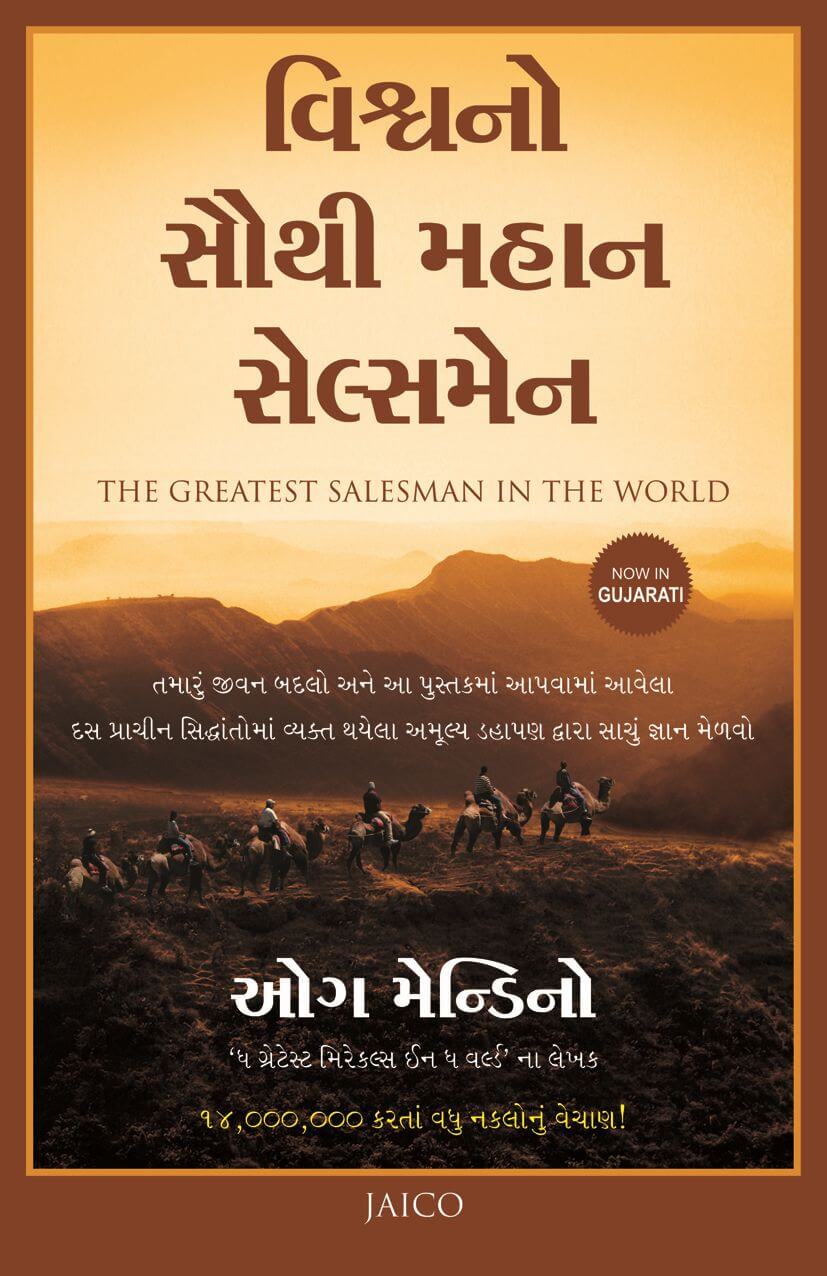 વિશ્વનો
સૌથી મહાન
સેલ્સમેન
THE GREATEST SALESMAN IN THE WORLD
NOW IN
GUJARATI
તમારું જીવન બદલો અને આ પુસ્તકમાં આપવામાં આવેલા
દસ પ્રાચીન સિદ્ધાંતોમાં વ્યક્ત થયેલા અમૂલ્ય ડહાપણ દ્વારા સાચું જ્ઞાન મેળવો
ઓગ મેન્ડિનો
‘ધ ગ્રેટેસ્ટ મિરેકલ્સ ઈન ધ વર્લ્ડ’ ના લેખક
૧૪,૦૦૦,૦૦૦ કરતાં વધુ નકલોનું વેચાણ!
JAICO